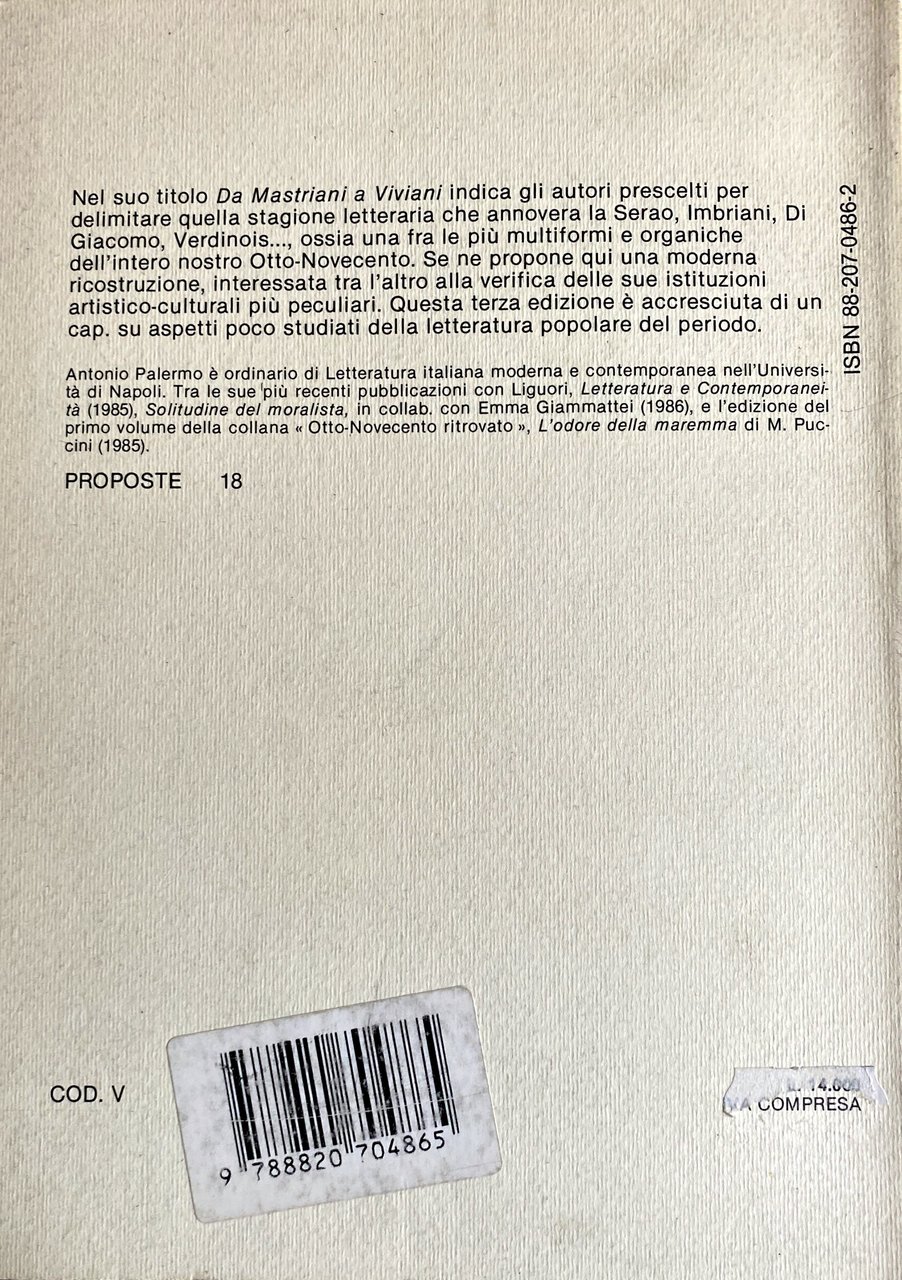 Nel suo titolo Da Mastriani a Viviani indica gli autori prescelti per
delimitare quella stagione letteraria che annovera la Serao, Imbriani, Di
Giacomo, Verdinois..., ossia una fra le più multiformi e organiche
dell'intero nostro Otto-Novecento. Se ne propone qui una moderna
ricostruzione, interessata tra l'altro alla verifica delle sue istituzioni
artistico-culturali più peculiari. Questa terza edizione è accresciuta di un
cap. su aspetti poco studiati della letteratura popolare del periodo.
Antonio Palermo è ordinario di Letteratura italiana moderna e contemporanea nell'Universi-
tà di Napoli. Tra le sue più recenti pubblicazioni con Liguori, Letteratura e Contemporanei-
tà (1985), Solitudine del moralista, in collab. con Emma Giammattei (1986), e l'edizione del
primo volume della collana « Otto-Novecento ritrovato », L'odore della maremma di M. Puc-
cini (1985).
PROPOSTE 18
ISBN 88-207-0486-2
COD. V
9 788820 704865
L. 14.000
COMPRESA